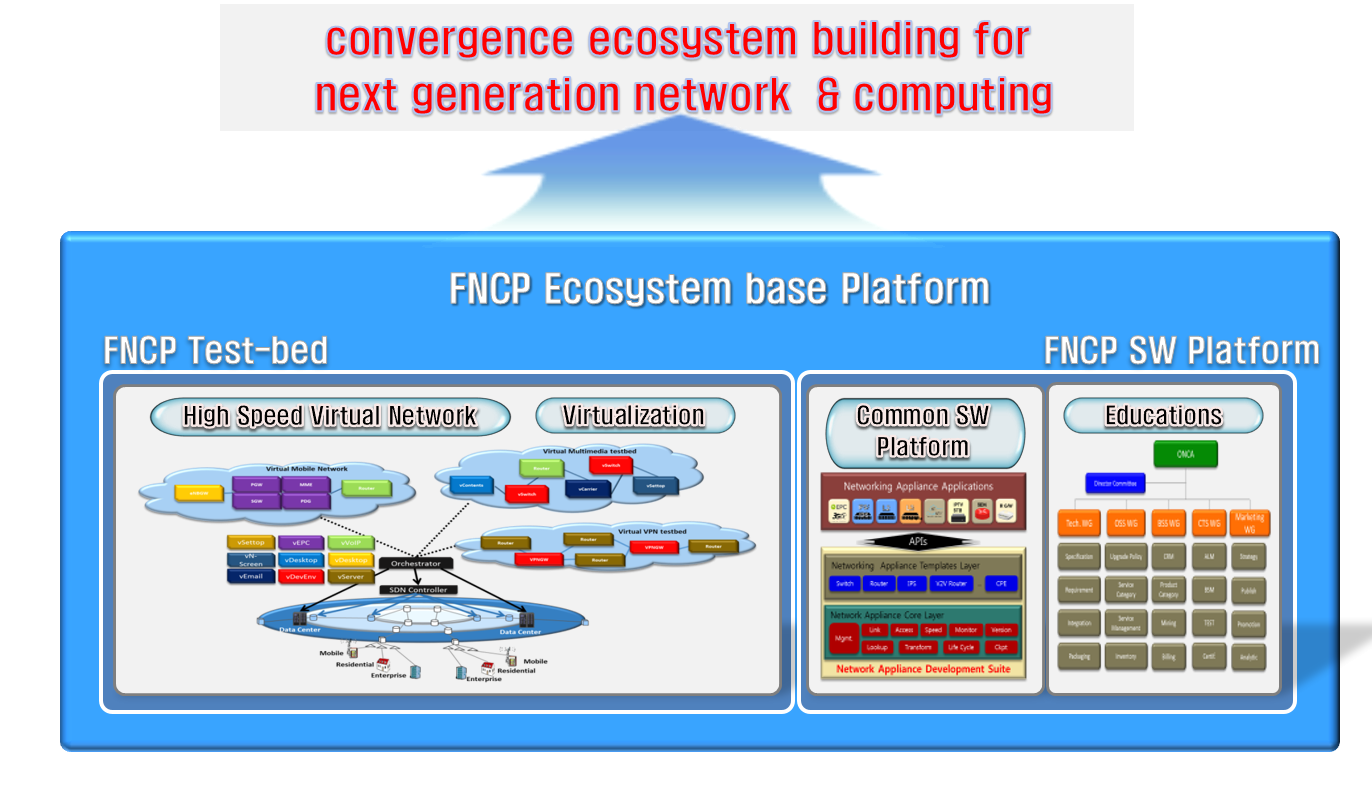 convergence ecosystem building for
next generation network & computing
FNCP Ecosystem base Platform
FNCP Test-bed
FNCP SW Platform
High Speed Virtual Network
Virtualization
Virtual Mobile Network
PGW
MME
SGW
PDG
Router
Virtual Multimedia testbed
Router
vSwitch
vContents
vSwitch
vCarrier
vSettop
Virtual VPN testbed
Router
Router
VPNGW
Router
VPNGW
Router
vSettop
vEPC
vVoIP
vN-
Screen
vDesktop
vDesktop
vEmail
vDevEnv
vServer
Orchestrator
SDN Controller
Data Center
Data Center
Mobile
Residential
Enterprise
Mobile
Residential
Enterprise
Common SW
Platform
Networking Appliance Applications
EPC
APIs
Networking Appliance Templates Layer
Switch
Router
IPS
V2V Router
CPE
Network Appliance Core Layer
Mgmt.
Link
Access
Speed
Monitor
Version
Lookup
Transform
Life Cycle
Ckpt
Network Appliance Development Suite
Educations
ONCA
Director Committee
Tech. WG
OSS WG
BSS WG
CTS WG
Marketing
WG
Specification
Upgrade Policy
CRM
ALM
Strategy
Requirement
Service
Category
Product
Category
BSM
Publish
Integration
Service
Management
Mining
TEST
Promotion
Packaging
Inventory
Billing
Certif.
Analytic